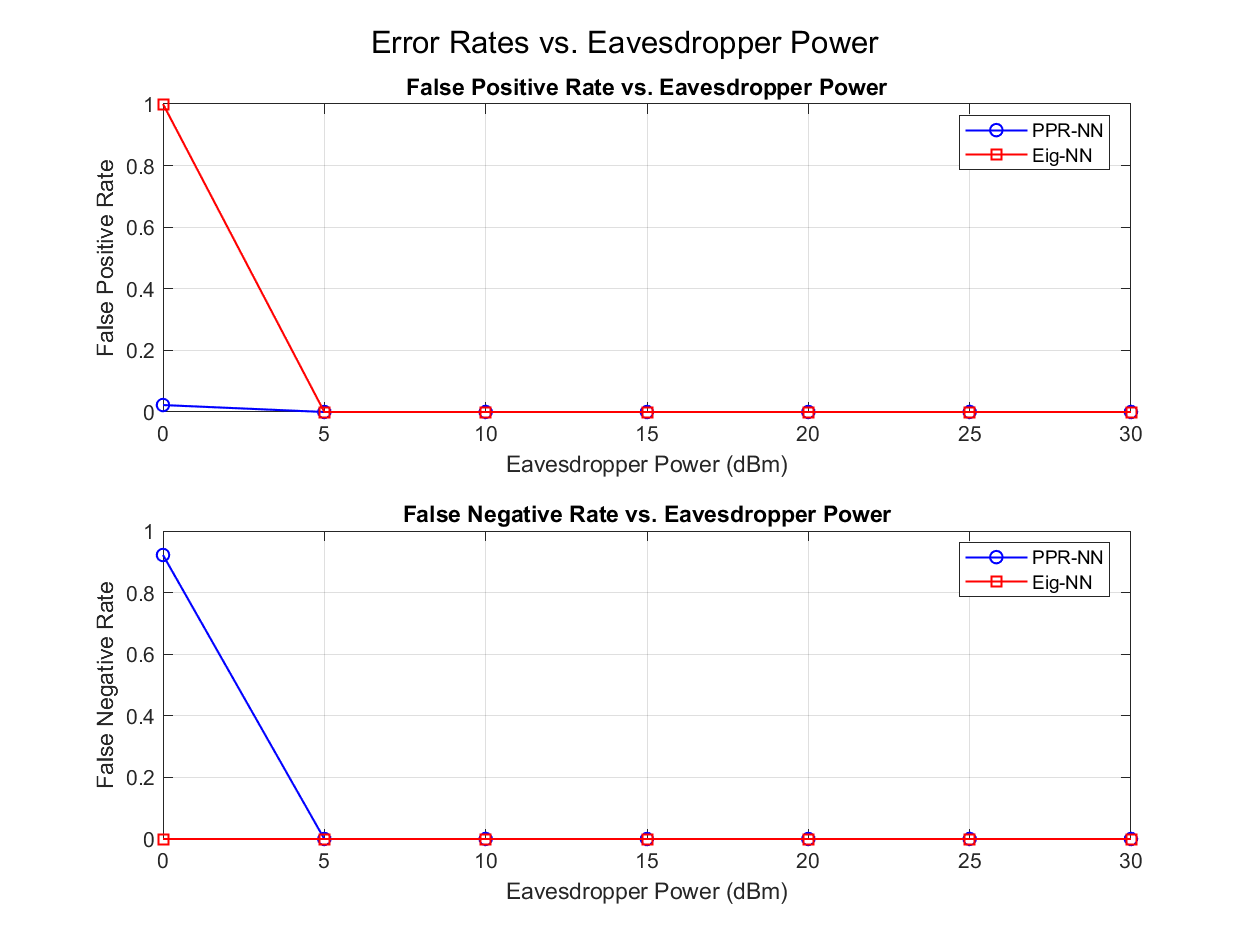 Error Rates vs. Eavesdropper Power
False Positive Rate vs. Eavesdropper Power
PPR-NN
Eig-NN
False Positive Rate
1
0.8
0.6
0.4
0.2
0
0 5 10 15 20 25 30
Eavesdropper Power (dBm)
False Negative Rate vs. Eavesdropper Power
PPR-NN
Eig-NN
False Negative Rate
1
0.8
0.6
0.4
0.2
0
0 5 10 15 20 25 30
Eavesdropper Power (dBm)